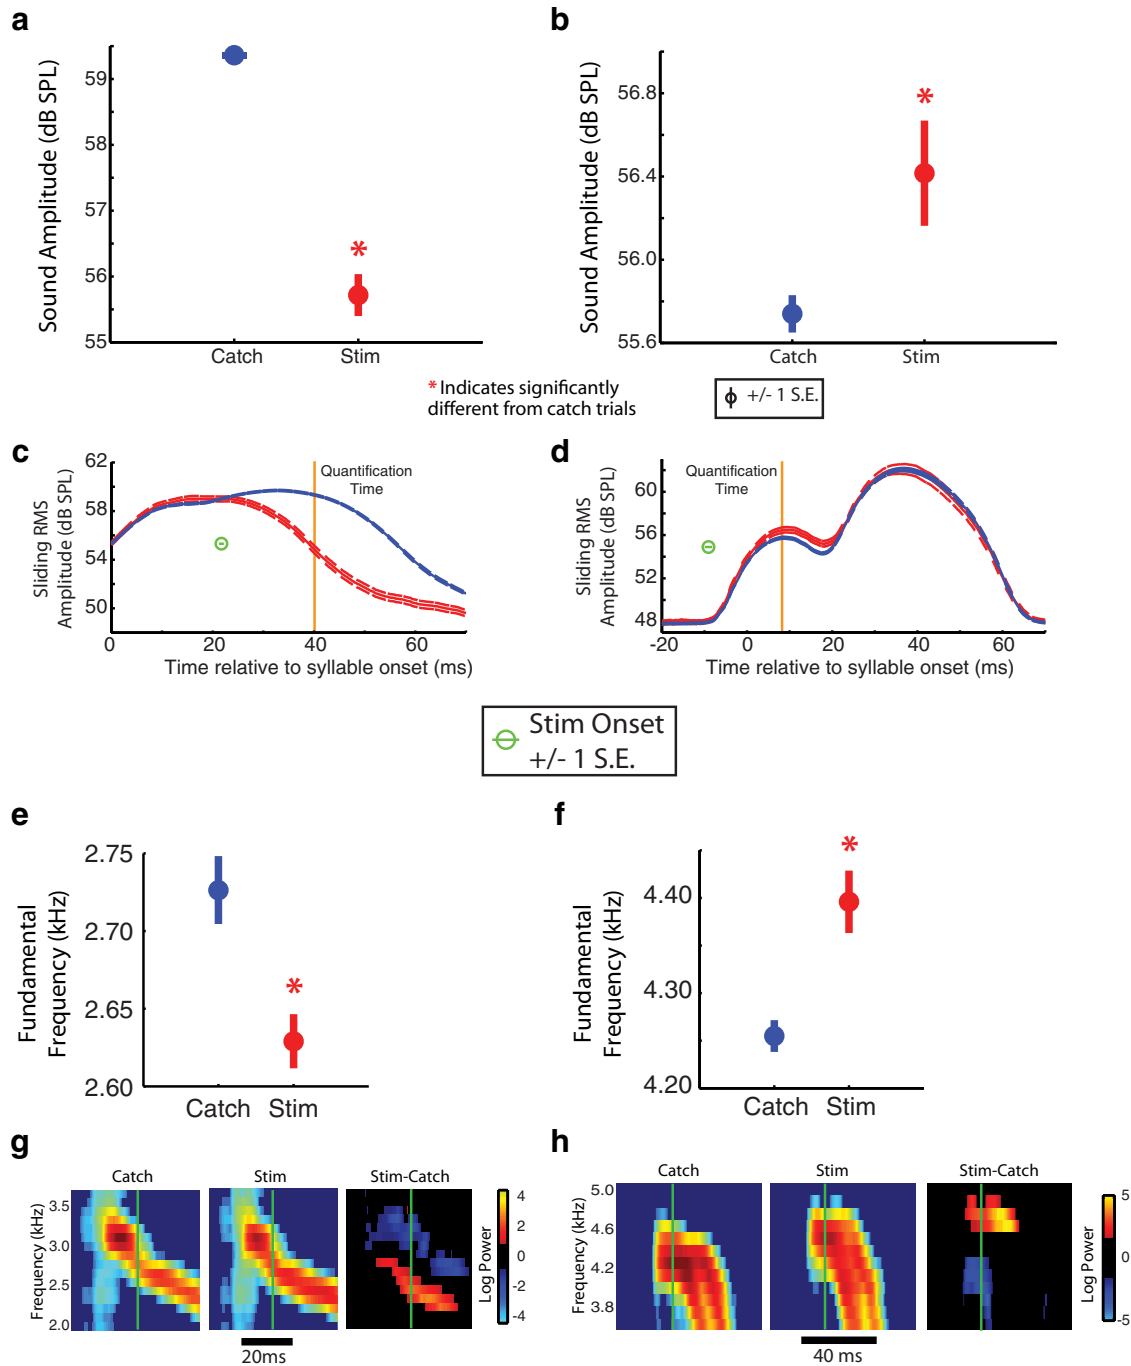 a
b
Sound Amplitude (dB SPL)
59
58
57
56
55
*
Catch
Stim
Sound Amplitude (dB SPL)
56.8
56.4
56.0
55.6
*
Catch
Stim
* Indicates significantly
different from catch trials
+/- 1 S.E.
c
d
Sliding RMS
Amplitude (dB SPL)
62
58
54
50
Quantification
Time
0
20
40
60
Time relative to syllable onset (ms)
Sliding RMS
Amplitude (dB SPL)
60
56
52
48
Quantification
Time
-20
0
20
40
60
Time relative to syllable onset (ms)
Stim Onset
+/- 1 S.E.
e
f
Fundamental
Frequency (kHz)
2.75
2.70
2.65
2.60
*
Catch
Stim
Fundamental
Frequency (kHz)
4.40
4.30
4.20
*
Catch
Stim
g
h
Catch
Stim
Stim-Catch
Frequency (kHz)
3.5
3.0
2.5
2.0
4
2
0
-2
-4
Log Power
20ms
Catch
Stim
Stim-Catch
Frequency (kHz)
5.0
4.6
4.2
3.8
5
0
-5
Log Power
40 ms